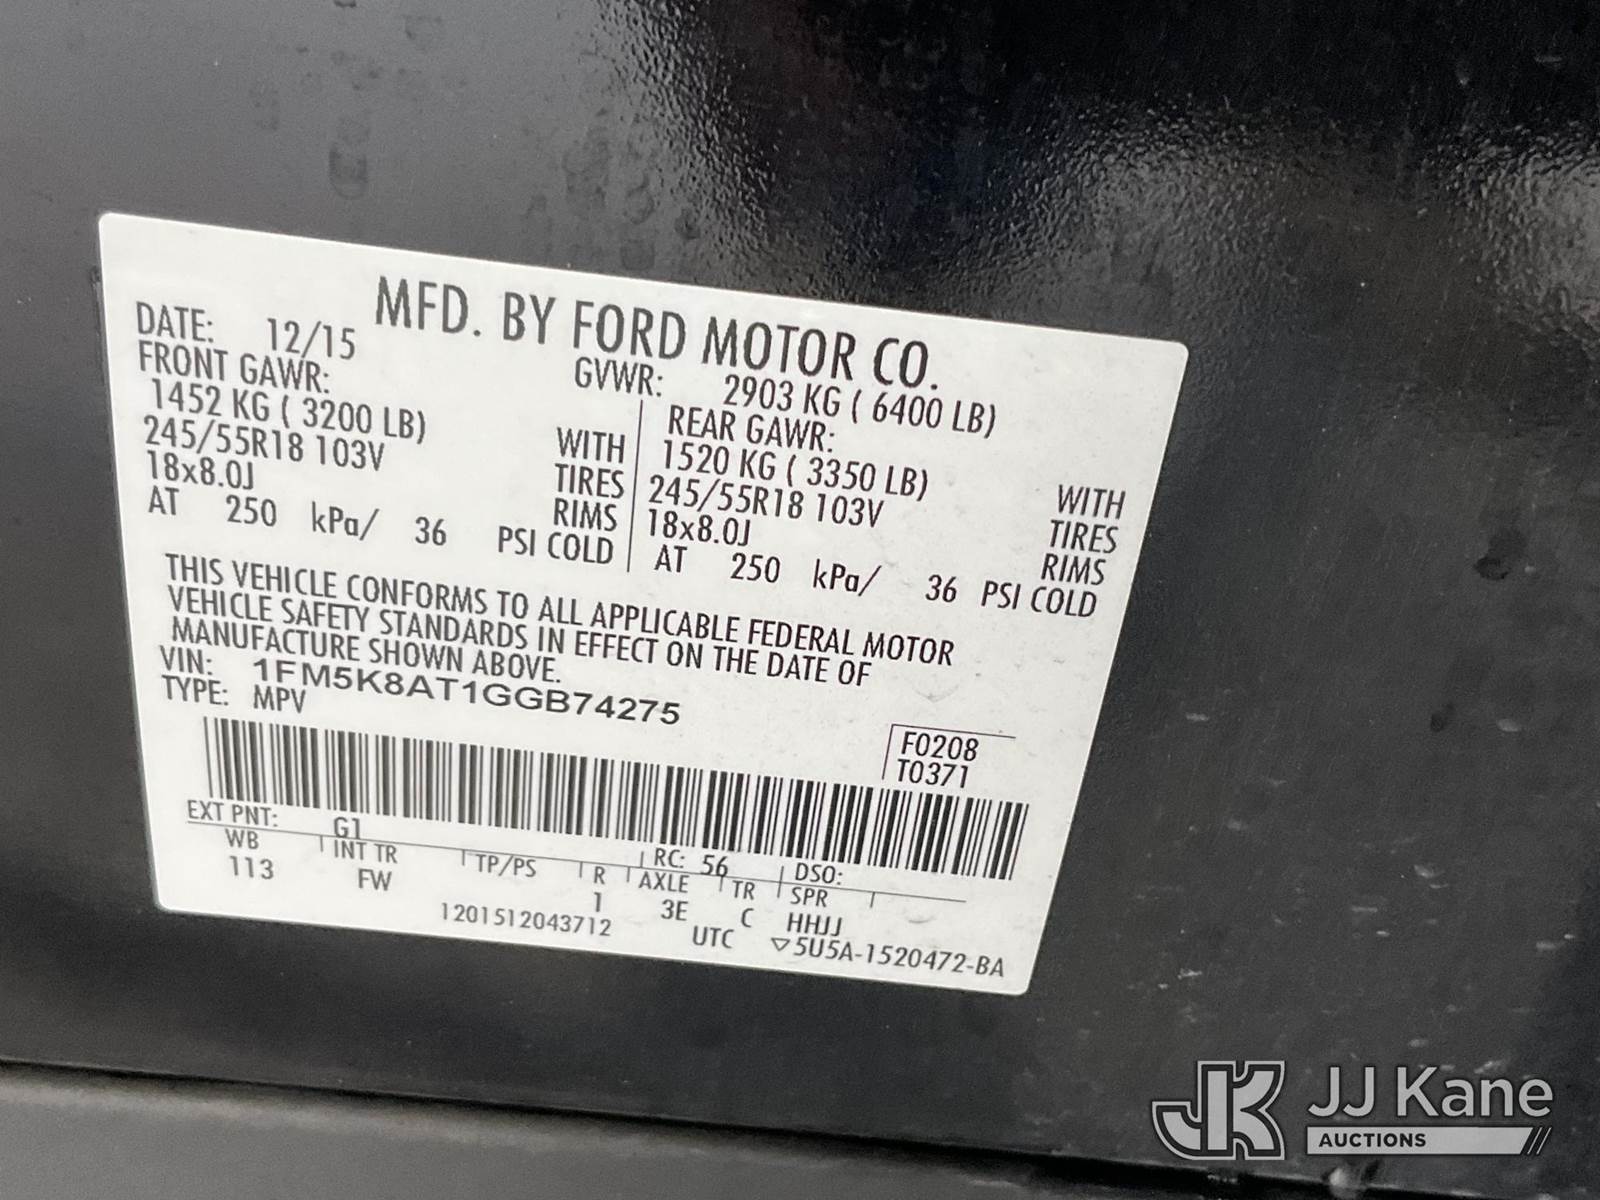 MFD. BY FORD MOTOR CO.
DATE: 12/15 GVWR: 2903 KG ( 6400 LB)
FRONT GAWR: REAR GAWR:
1452 KG ( 3200 LB) WITH 1520 KG ( 3350 LB) WITH
245/55R18 103V TIRES 245/55R18 103V TIRES
18x8.0J RIMS 18x8.0J RIMS
AT 250 kPa/ 36 PSI COLD AT 250 kPa/ 36 PSI COLD
THIS VEHICLE CONFORMS TO ALL APPLICABLE FEDERAL MOTOR
VEHICLE SAFETY STANDARDS IN EFFECT ON THE DATE OF
MANUFACTURE SHOWN ABOVE.
VIN: 1FM5K8AT1GGB74275
TYPE: MPV
F0208
T0371
EXT PNT: G1 RC: 56 DSO:
WB INT TR TP/PS R AXLE TR SPR
113 FW 1 3E C HHJJ
1201512043712 UTC ▽5U5A-1520472-BA
JK JJ Kane
AUCTIONS